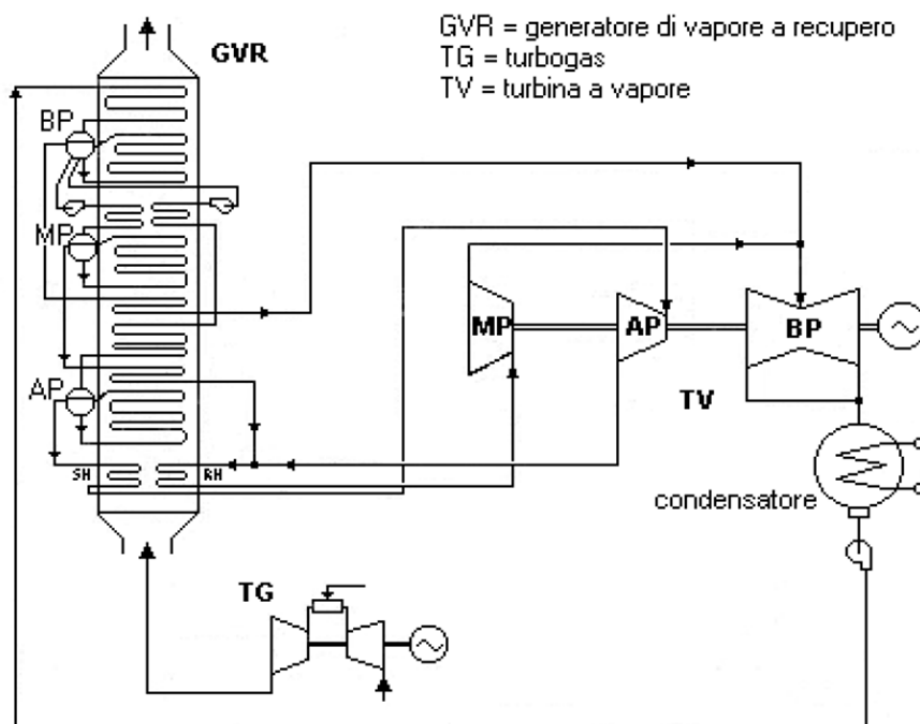 GVR = generatore di vapore a recupero
TG = turbogas
TV = turbina a vapore
GVR
BP
MP
AP
SH
RH
MP
AP
BP
TV
condensatore
TG